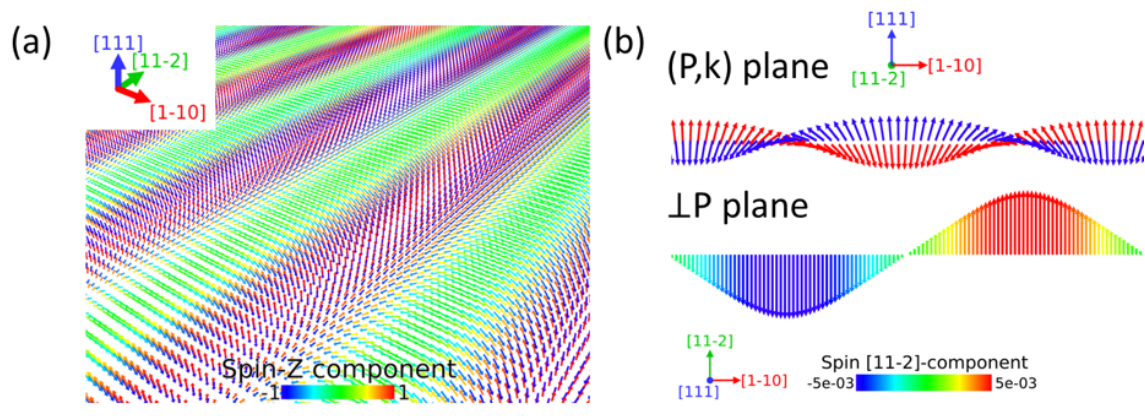 (a)
[111]
[11-2]
[1-10]
Spin-Z component
-1 1
(b)
[111]
[11-2] [1-10]
(P,k) plane
⊥P plane
[11-2]
[111] [1-10]
Spin [11-2]-component
-5e-03 5e-03